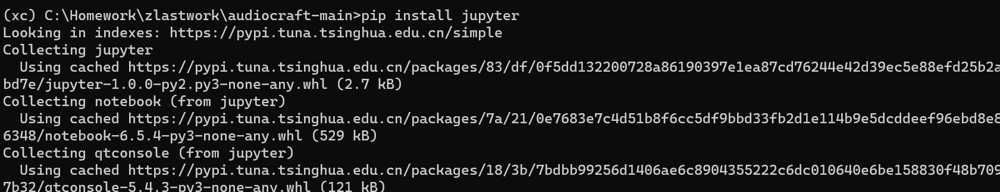 (xc) C:\Homework\zlastwork\audiocraft-main>pip install jupyter
Looking in indexes: https://pypi.tuna.tsinghua.edu.cn/simple
Collecting jupyter
  Using cached https://pypi.tuna.tsinghua.edu.cn/packages/83/df/0f5dd132200728a86190397e1ea87cd76244e42d39ec5e88efd25b2a
bd7e/jupyter-1.0.0-py2.py3-none-any.whl (2.7 kB)
Collecting notebook (from jupyter)
  Using cached https://pypi.tuna.tsinghua.edu.cn/packages/7a/21/0e7683e7c4d51b8f6cc5df9bbd33fb2d1e114b9e5dcddeef96ebd8e8
6348/notebook-6.5.4-py3-none-any.whl (529 kB)
Collecting qtconsole (from jupyter)
  Using cached https://pypi.tuna.tsinghua.edu.cn/packages/18/3b/7bdbb99256d1406ae6c8904355222c6dc010640e6be158830f48b709
7b32/qtconsole-5.4.3-py3-none-any.whl (121 kB)